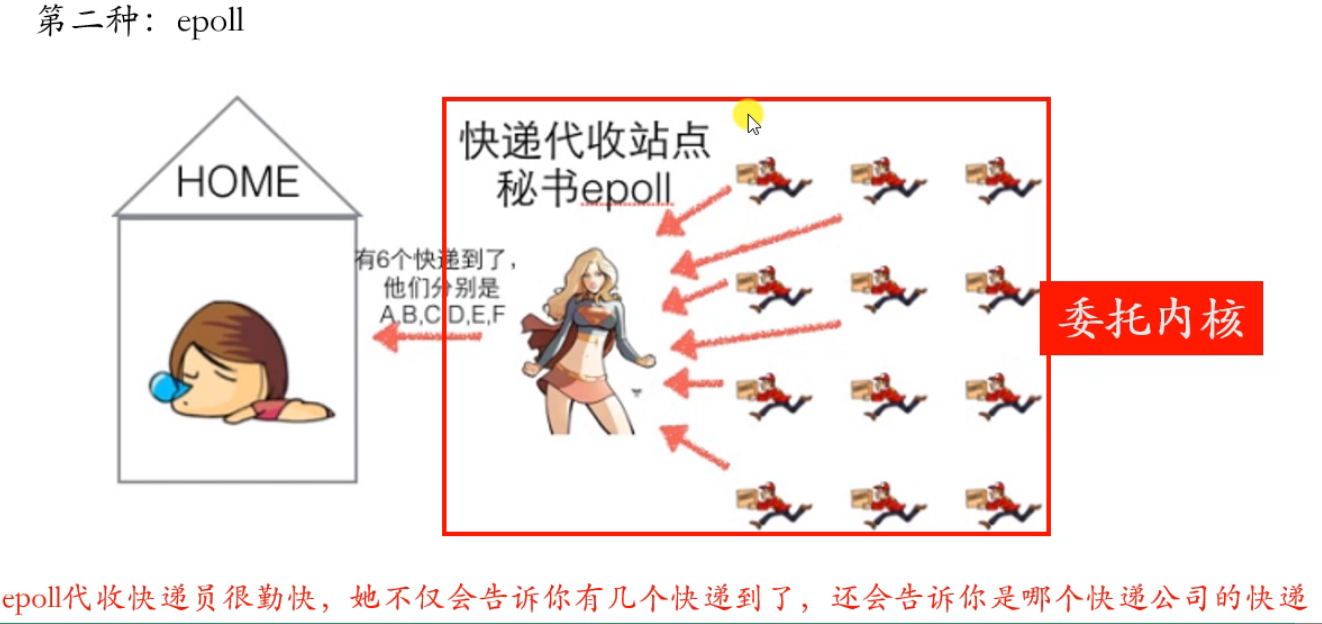 第二种：epoll
HOME
快递代收站点
秘书epoll
有6个快递到了，
他们分别是
A,B,C,D,E,F
委托内核
epoll代收快递员很勤快，她不仅会告诉你有几个快递到了，还会告诉你是哪个快递公司的快递